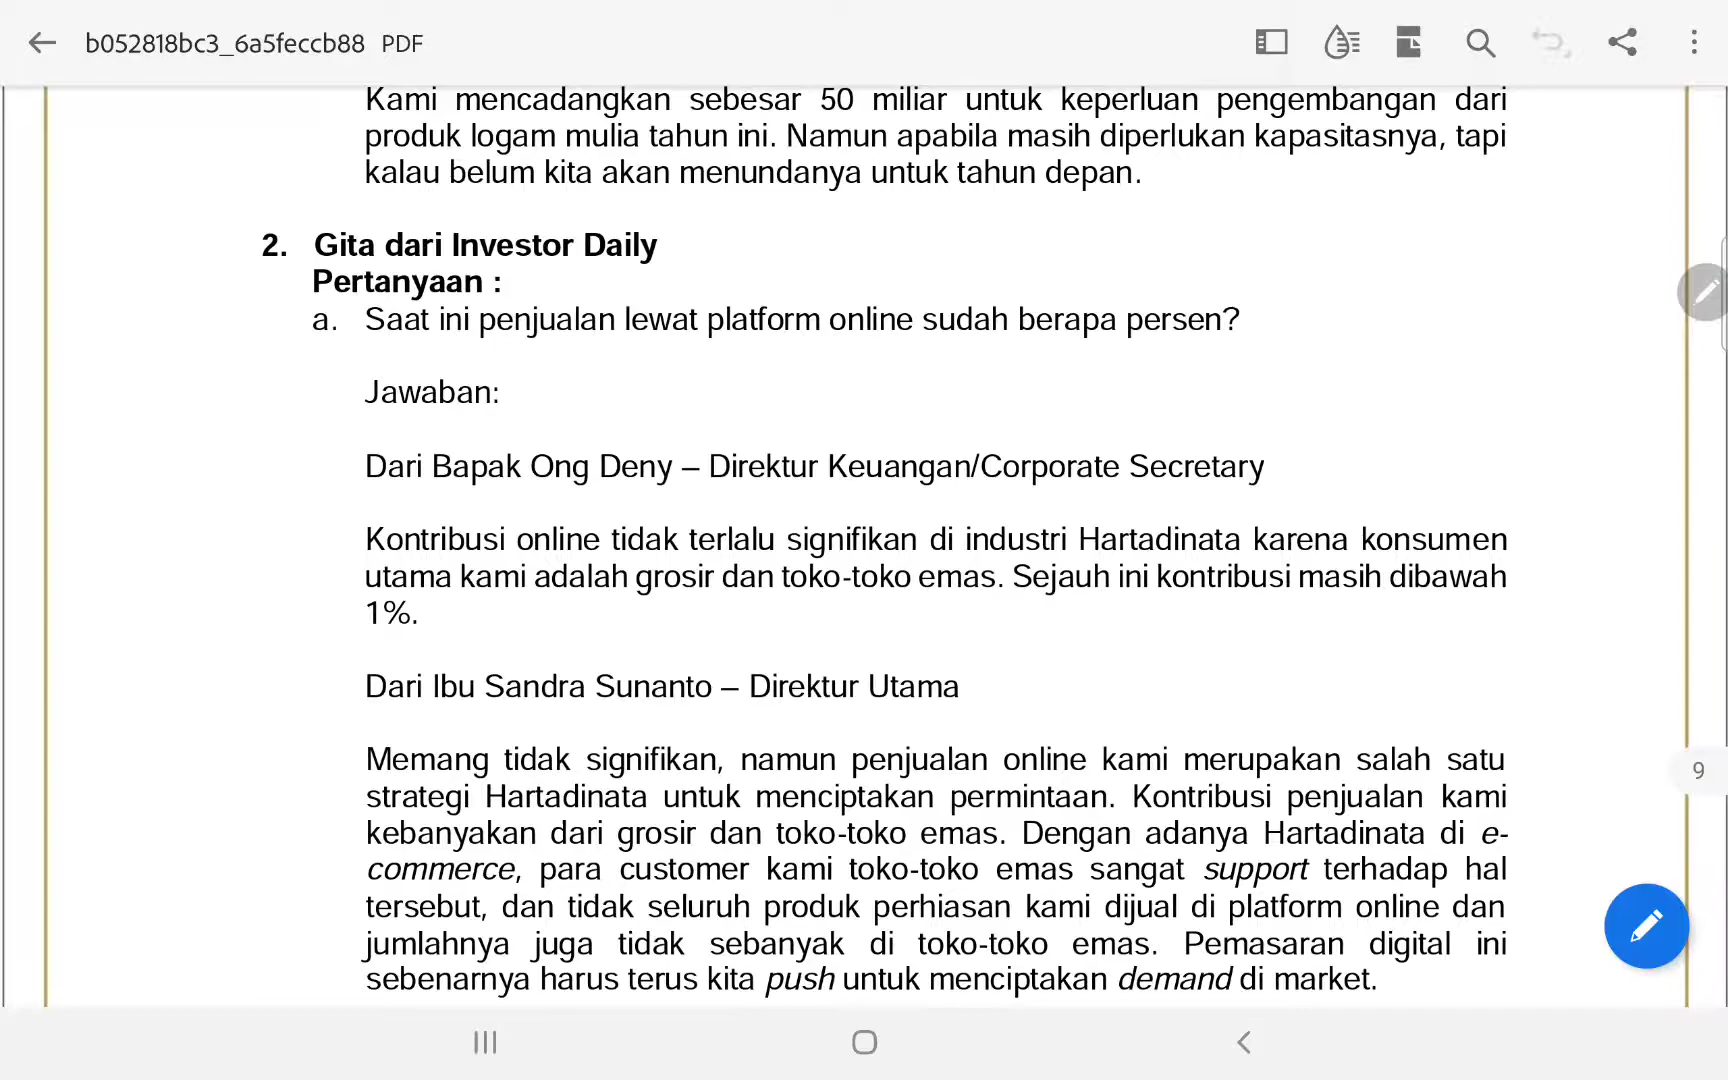 b052818bc3_6a5feccb88 PDF
Kami mencadangkan sebesar 50 miliar untuk keperluan pengembangan dari
produk logam mulia tahun ini. Namun apabila masih diperlukan kapasitasnya, tapi
kalau belum kita akan menundanya untuk tahun depan.
2. Gita dari Investor Daily
Pertanyaan :
a. Saat ini penjualan lewat platform online sudah berapa persen?
Jawaban:
Dari Bapak Ong Deny – Direktur Keuangan/Corporate Secretary
Kontribusi online tidak terlalu signifikan di industri Hartadinata karena konsumen
utama kami adalah grosir dan toko-toko emas. Sejauh ini kontribusi masih dibawah
1%.
Dari Ibu Sandra Sunanto – Direktur Utama
Memang tidak signifikan, namun penjualan online kami merupakan salah satu
strategi Hartadinata untuk menciptakan permintaan. Kontribusi penjualan kami
kebanyakan dari grosir dan toko-toko emas. Dengan adanya Hartadinata di e-
commerce, para customer kami toko-toko emas sangat support terhadap hal
tersebut, dan tidak seluruh produk perhiasan kami dijual di platform online dan
jumlahnya juga tidak sebanyak di toko-toko emas. Pemasaran digital ini
sebenarnya harus terus kita push untuk menciptakan demand di market.
9